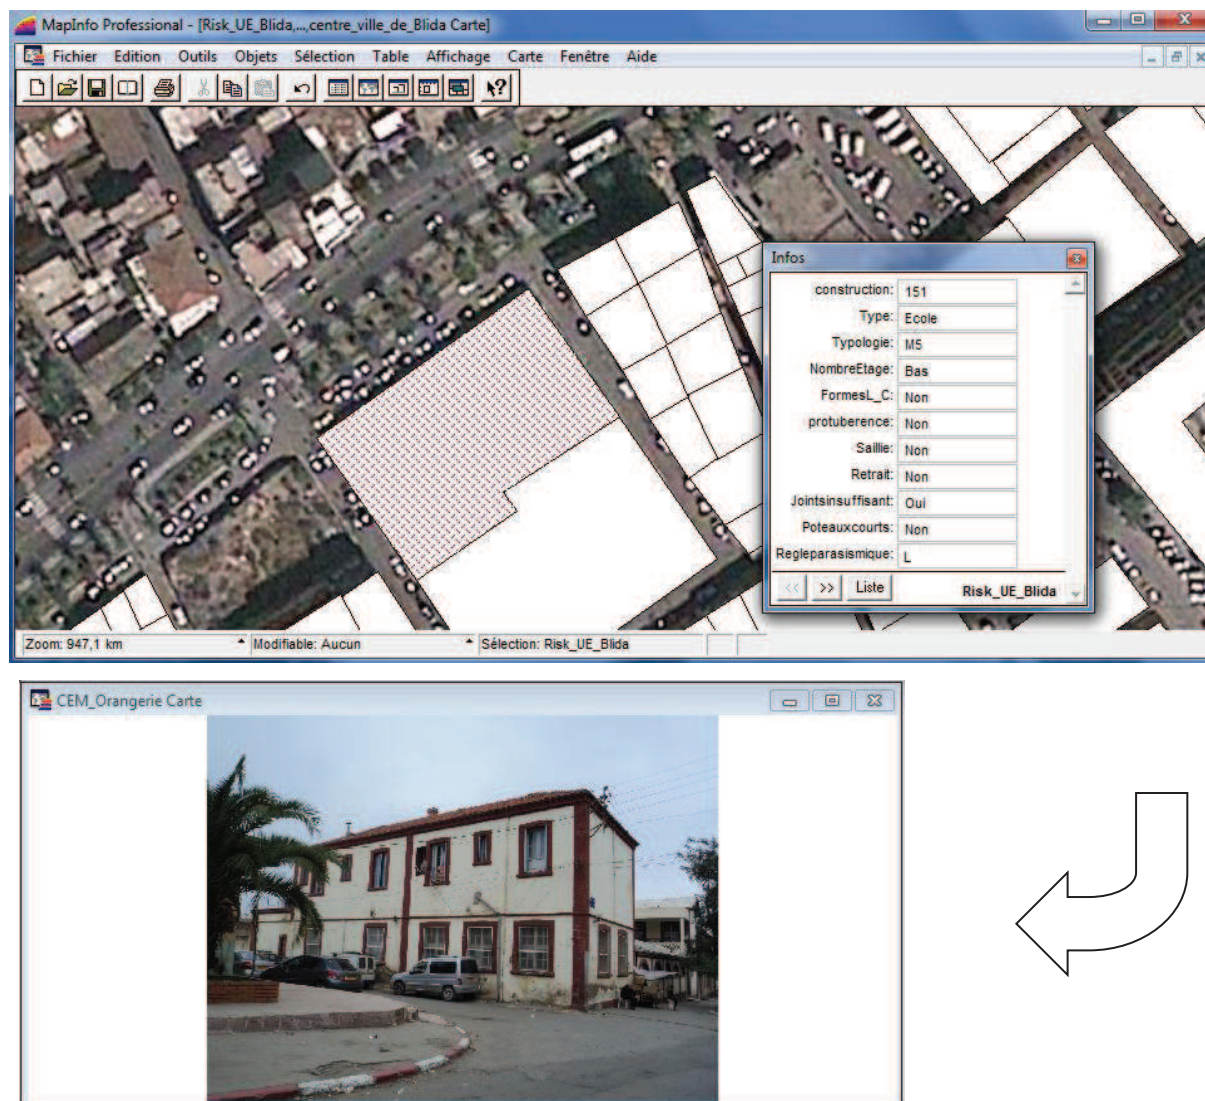 MapInfo Professional - [Risk_UE_Blida,...,centre_ville_de_Blida Carte]
Fichier Edition Outils Objets Sélection Table Affichage Carte Fenêtre Aide
Infos
construction: 151
Type: Ecole
Typologie: M5
NombreEtage: Bas
FormesL_C: Non
protuberence: Non
Saillie: Non
Retrait: Non
Jointsinsuffisant: Oui
Poteauxcourts: Non
Regleparasismique: L
<< >> Liste Risk_UE_Blida
Zoom: 947,1 km Modifiable: Aucun Sélection: Risk_UE_Blida
CEM_Orangerie Carte